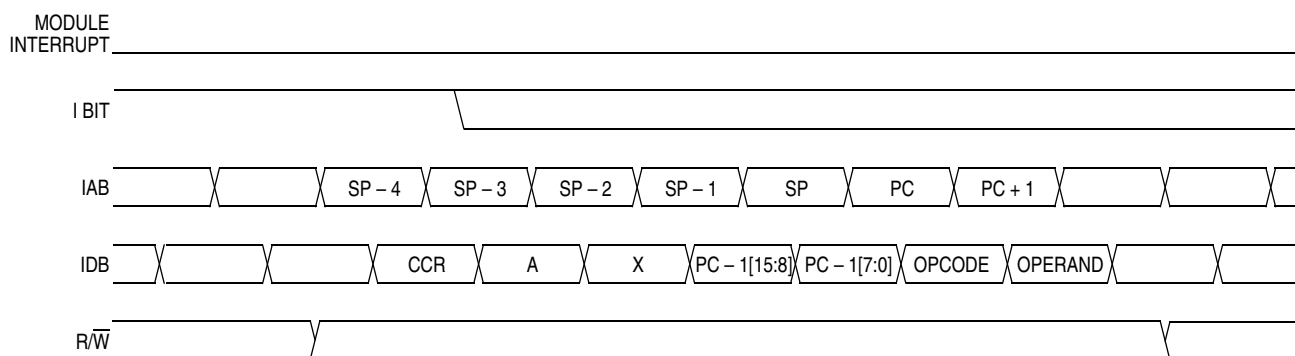 MODULE
INTERRUPT
I BIT
IAB SP – 4 SP – 3 SP – 2 SP – 1 SP PC PC + 1
IDB CCR A X PC – 1[15:8] PC – 1[7:0] OPCODE OPERAND
R/W̅